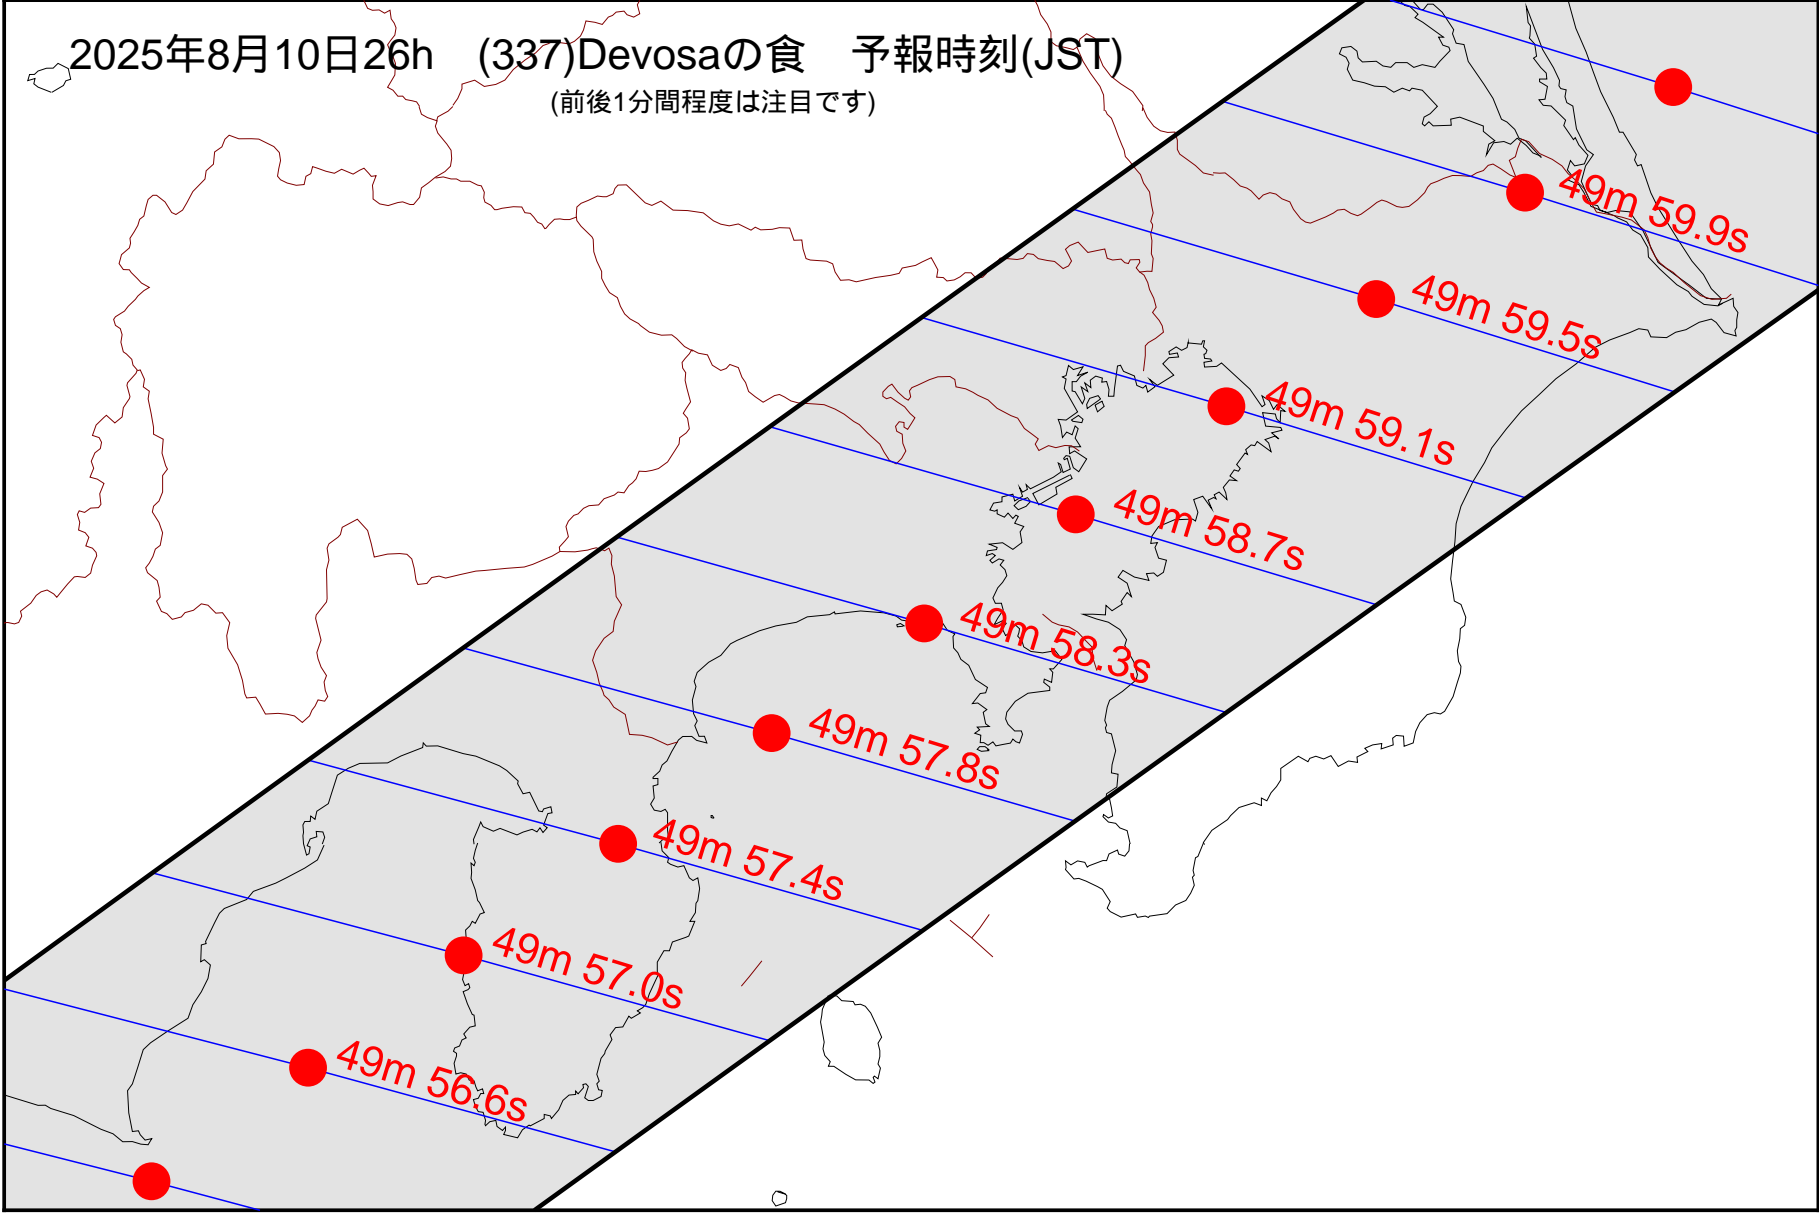 2025年8月10日26h (337)Devosaの食 予報時刻(JST)
(前後1分間程度は注目です)
49m 59.9s
49m 59.5s
49m 59.1s
49m 58.7s
49m 58.3s
49m 57.8s
49m 57.4s
49m 57.0s
49m 56.6s